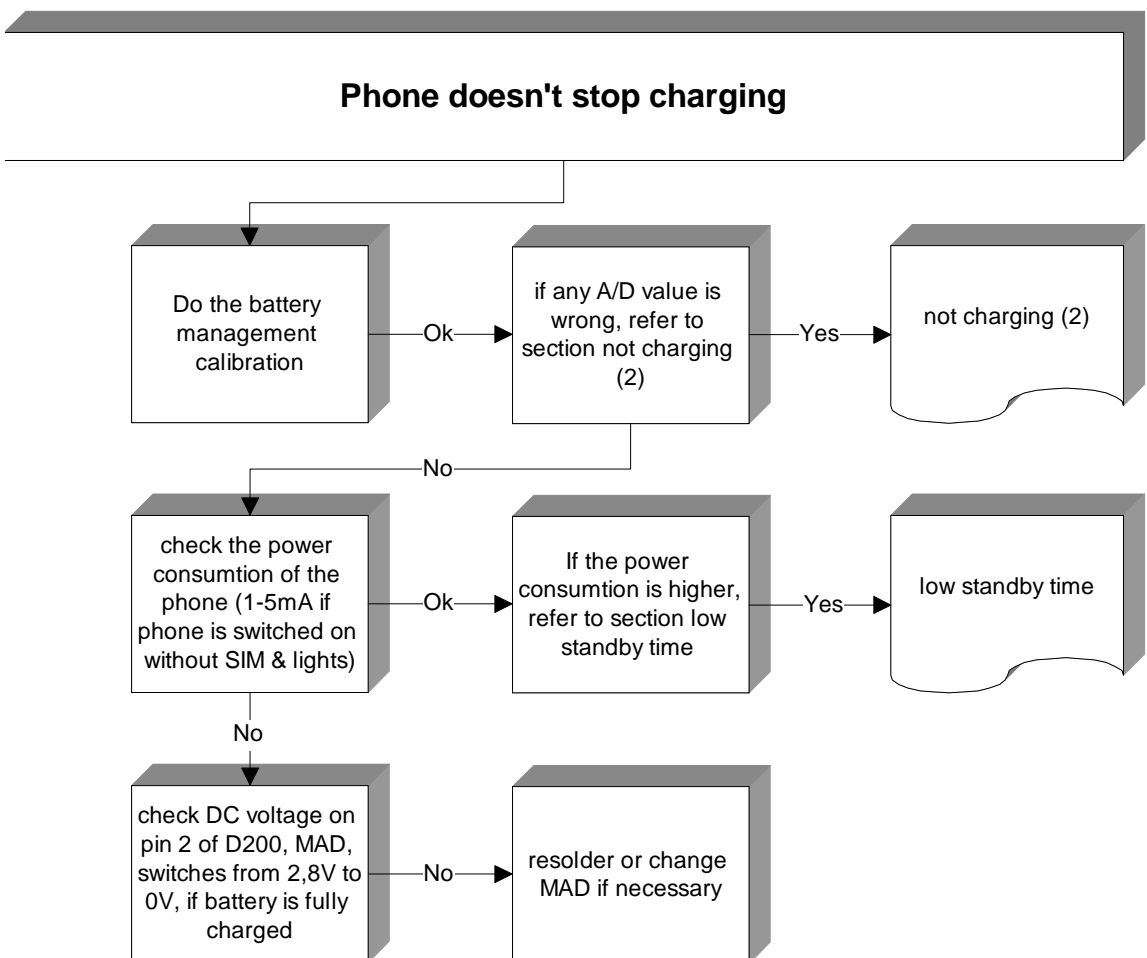 Phone doesn't stop charging
Do the battery
management
calibration
Ok
if any A/D value is
wrong, refer to
section not charging
(2)
Yes
not charging (2)
No
check the power
consumtion of the
phone (1-5mA if
phone is switched on
without SIM & lights)
Ok
If the power
consumtion is higher,
refer to section low
standby time
Yes
low standby time
No
check DC voltage on
pin 2 of D200, MAD,
switches from 2,8V to
0V, if battery is fully
charged
No
resolder or change
MAD if necessary